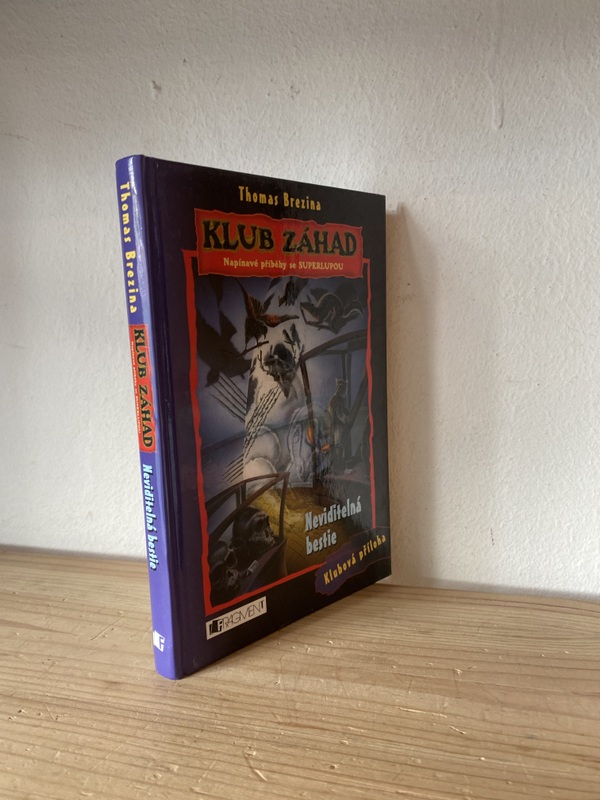 Thomas Brezina
KLUB ZÁHAD
Napínavé příběhy se SUPERLUPOU
Neviditelná
bestie
Klubová příloha
FRAGMENT
Thomas Brezina
KLUB ZÁHAD
Neviditelná bestie
F